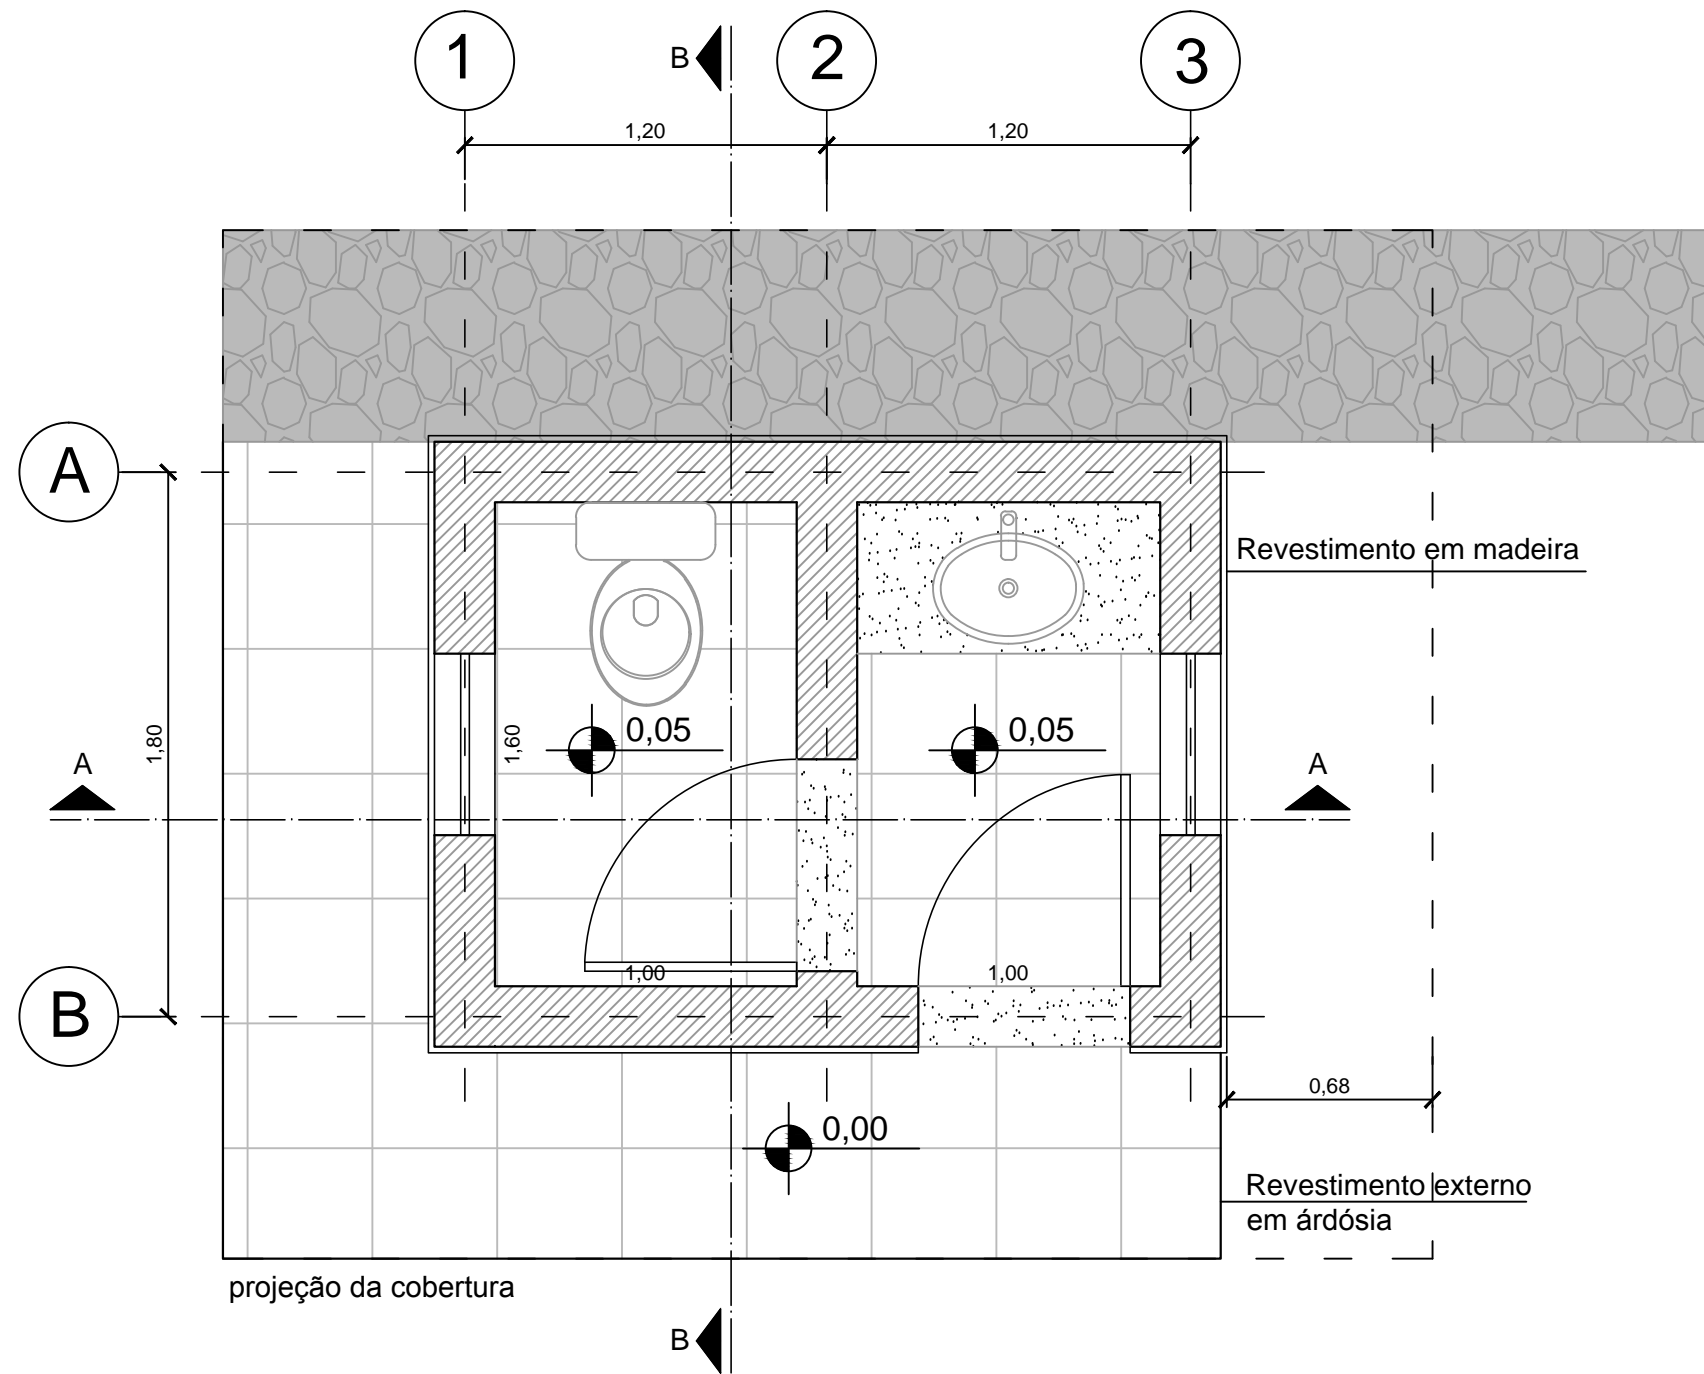 1
B
2
3
1,20
1,20
A
Revestimento em madeira
0,05
0,05
1,80
1,60
A
A
1,00
1,00
B
0,68
0,00
Revestimento externo
em árdósia
projeção da cobertura
B